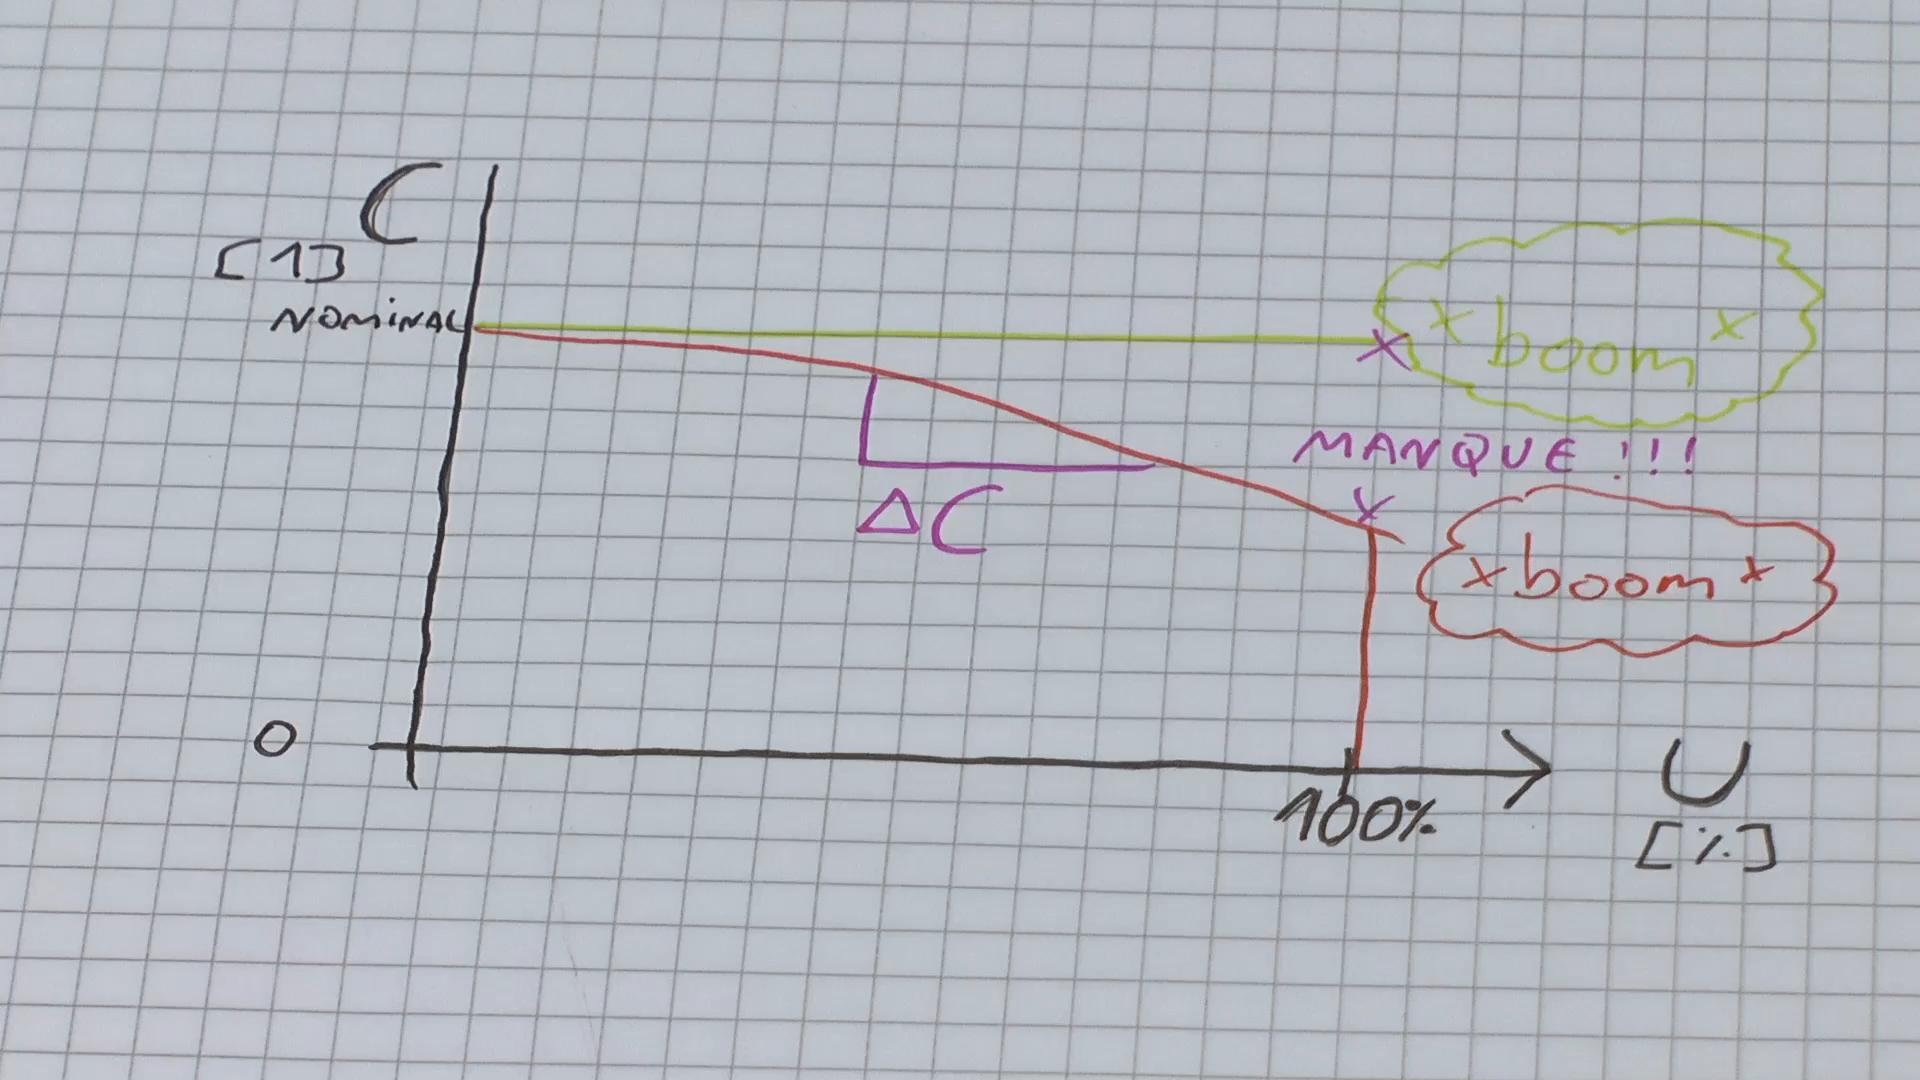 C
[1]
NOMiNAL
x boom x
MANQUE !!!
ΔC
x boom x
0
100%
U
[%]